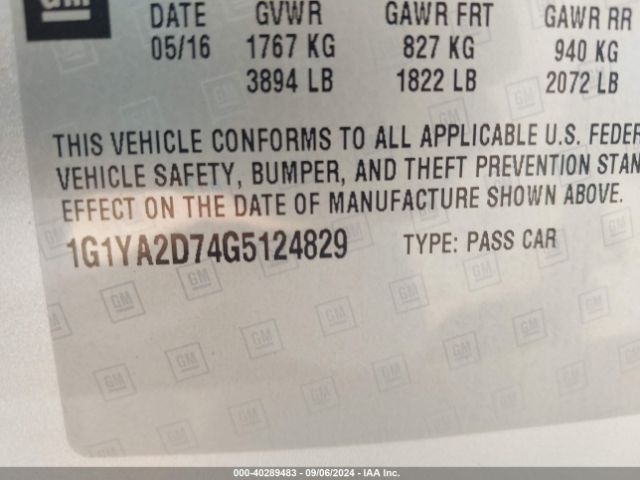 GM
DATE GVWR GAWR FRT GAWR RR
05/16 1767 KG 827 KG 940 KG
3894 LB 1822 LB 2072 LB
THIS VEHICLE CONFORMS TO ALL APPLICABLE U.S. FEDER
VEHICLE SAFETY, BUMPER, AND THEFT PREVENTION STAN
EFFECT ON THE DATE OF MANUFACTURE SHOWN ABOVE.
1G1YA2D74G5124829 TYPE: PASS CAR
000-40289483 - 09/06/2024 - IAA Inc.